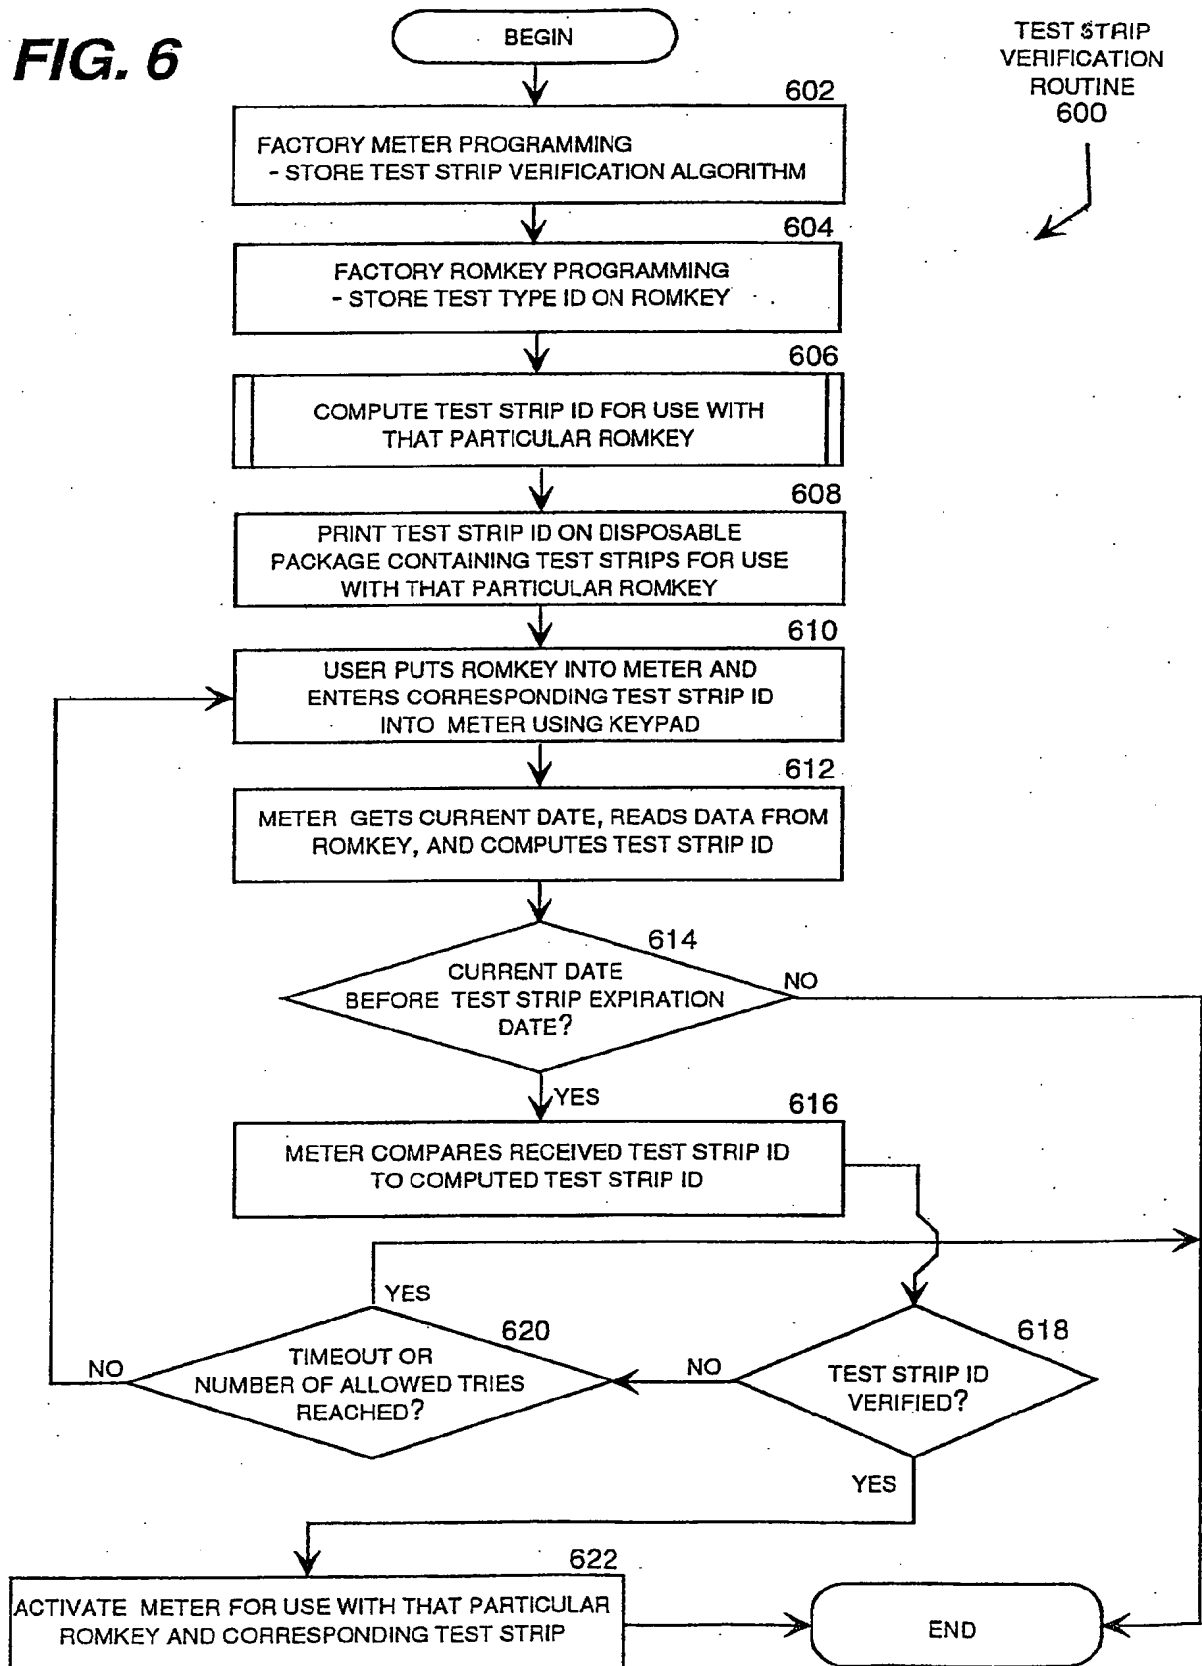 FIG. 6
BEGIN
TEST STRIP
VERIFICATION
ROUTINE
600
602
FACTORY METER PROGRAMMING
- STORE TEST STRIP VERIFICATION ALGORITHM
604
FACTORY ROMKEY PROGRAMMING
- STORE TEST TYPE ID ON ROMKEY
606
COMPUTE TEST STRIP ID FOR USE WITH
THAT PARTICULAR ROMKEY
608
PRINT TEST STRIP ID ON DISPOSABLE
PACKAGE CONTAINING TEST STRIPS FOR USE
WITH THAT PARTICULAR ROMKEY
610
USER PUTS ROMKEY INTO METER AND
ENTERS CORRESPONDING TEST STRIP ID
INTO METER USING KEYPAD
612
METER GETS CURRENT DATE, READS DATA FROM
ROMKEY, AND COMPUTES TEST STRIP ID
614
CURRENT DATE
BEFORE TEST STRIP EXPIRATION
DATE?
NO
YES
616
METER COMPARES RECEIVED TEST STRIP ID
TO COMPUTED TEST STRIP ID
YES
620
TIMEOUT OR
NUMBER OF ALLOWED TRIES
REACHED?
NO
NO
618
TEST STRIP ID
VERIFIED?
YES
622
ACTIVATE METER FOR USE WITH THAT PARTICULAR
ROMKEY AND CORRESPONDING TEST STRIP
END